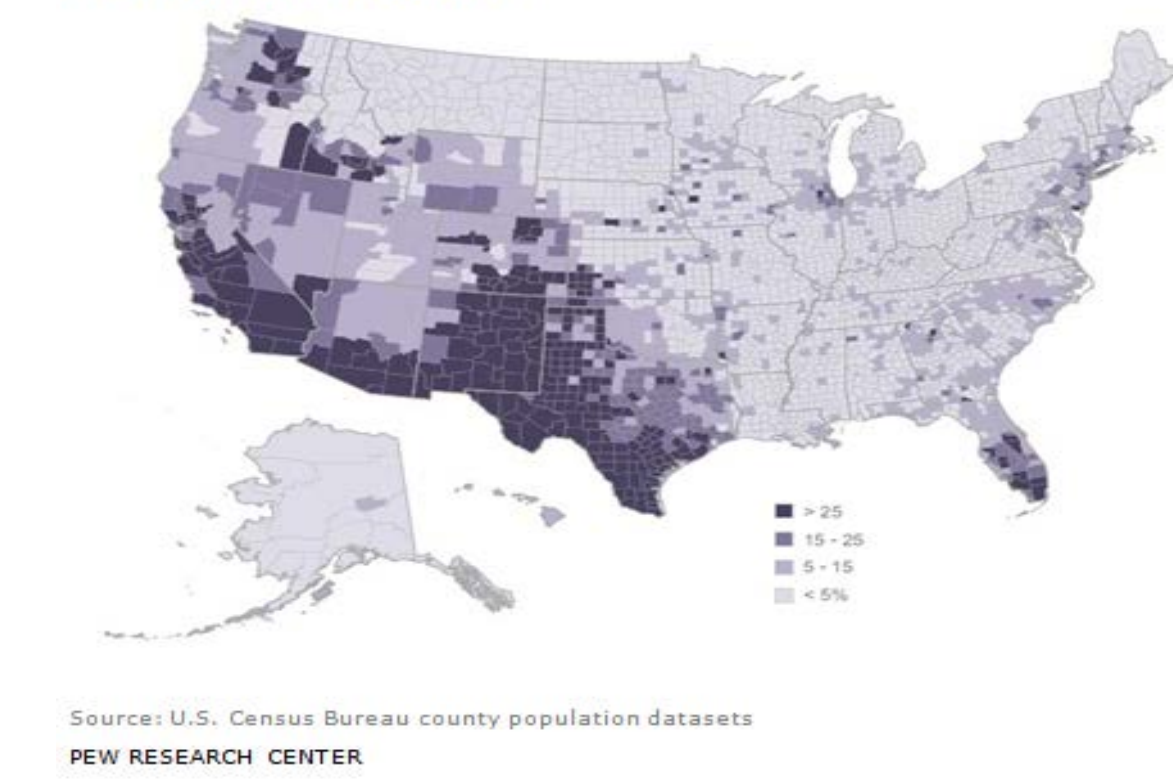 > 25
15 - 25
5 - 15
< 5%
Source: U.S. Census Bureau county population datasets
PEW RESEARCH CENTER